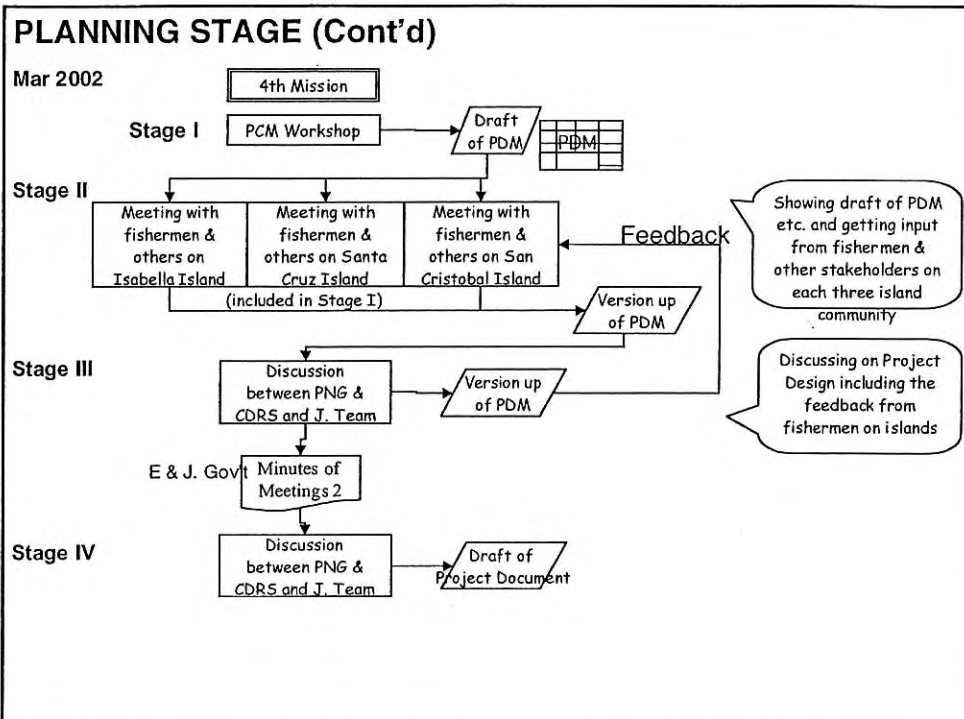 PLANNING STAGE (Cont'd)
Mar 2002
4th Mission
Stage I
PCM Workshop
Draft
of PDM
PDM
Stage II
Meeting with
fishermen &
others on
Isabella Island
Meeting with
fishermen &
others on Santa
Cruz Island
Meeting with
fishermen &
others on San
Cristobal Island
(included in Stage I)
Feedback
Showing draft of PDM
etc. and getting input
from fishermen &
other stakeholders on
each three island
community
Version up
of PDM
Stage III
Discussion
between PNG &
CDRS and J. Team
Version up
of PDM
Discussing on Project
Design including the
feedback from
fishermen on islands
E & J. Gov't
Minutes of
Meetings 2
Stage IV
Discussion
between PNG &
CDRS and J. Team
Draft of
Project Document